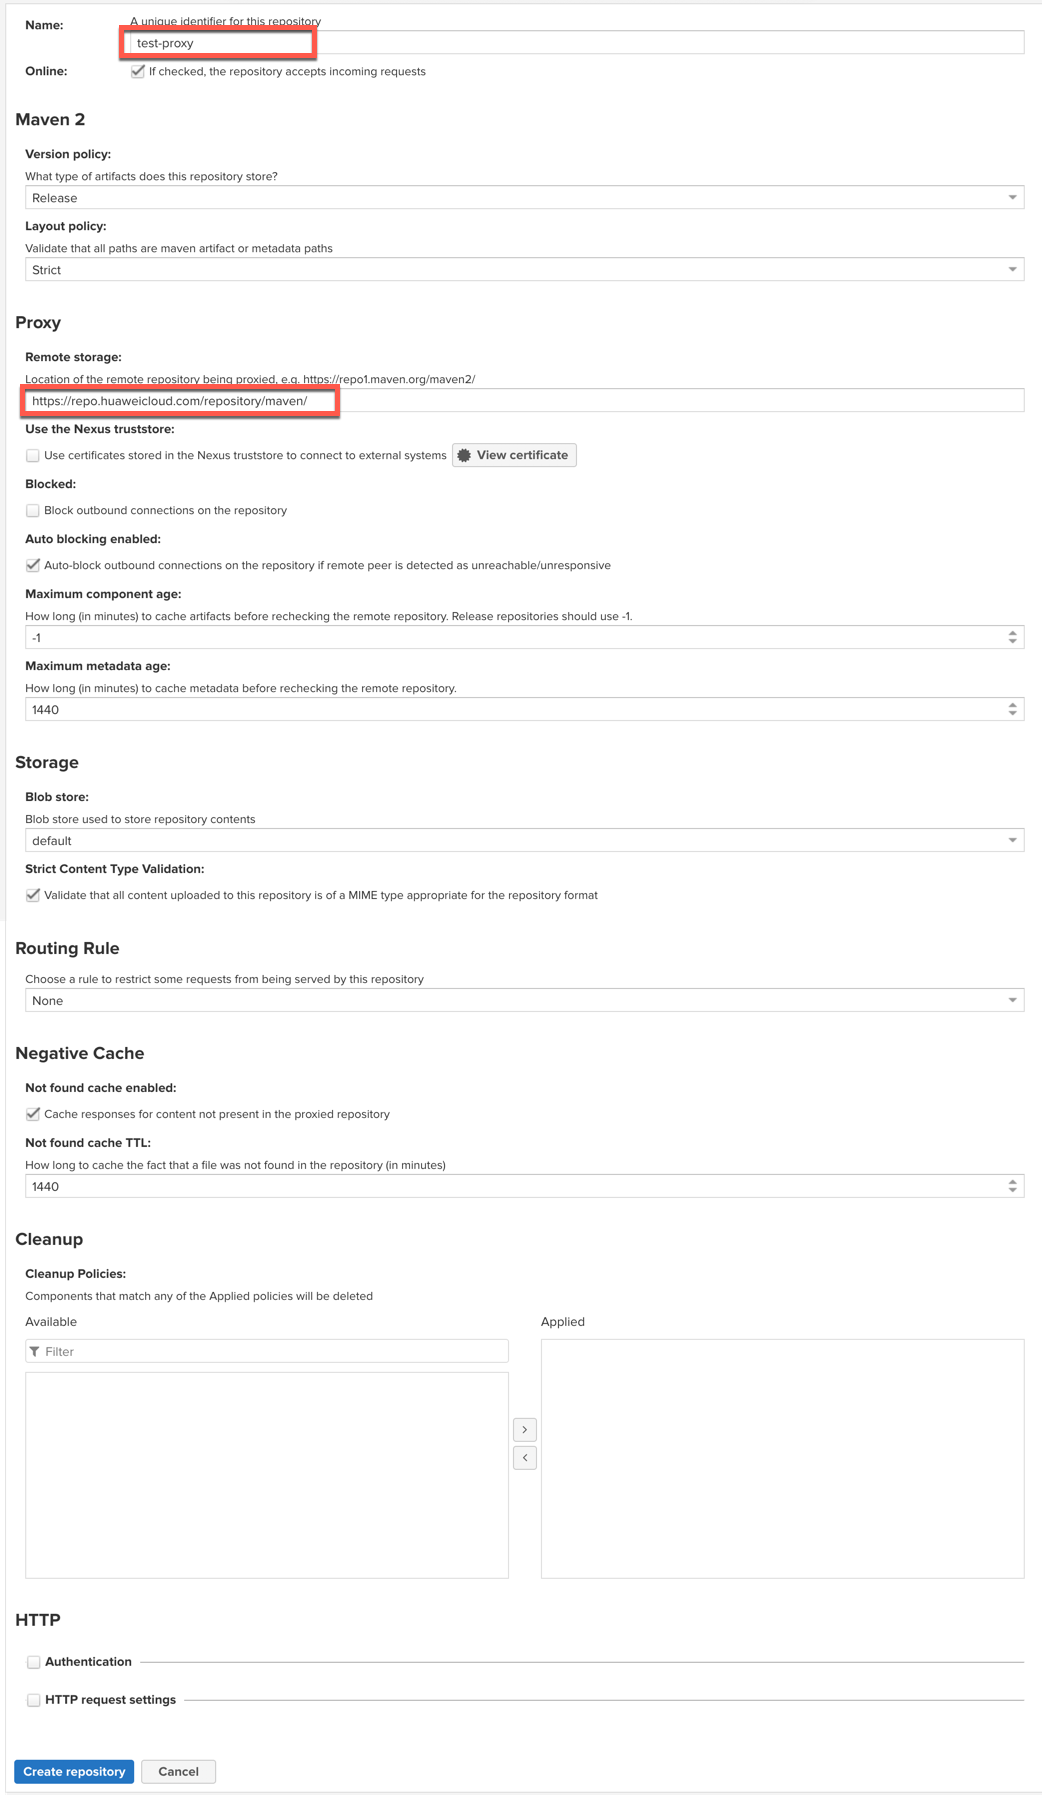 Name:
A unique identifier for this repository
test-proxy
Online:
If checked, the repository accepts incoming requests
Maven 2
Version policy:
What type of artifacts does this repository store?
Release
Layout policy:
Validate that all paths are maven artifact or metadata paths
Strict
Proxy
Remote storage:
Location of the remote repository being proxied, e.g. https://repo1.maven.org/maven2/
https://repo.huaweicloud.com/repository/maven/
Use the Nexus truststore:
Use certificates stored in the Nexus truststore to connect to external systems View certificate
Blocked:
Block outbound connections on the repository
Auto blocking enabled:
Auto-block outbound connections on the repository if remote peer is detected as unreachable/unresponsive
Maximum component age:
How long (in minutes) to cache artifacts before rechecking the remote repository. Release repositories should use -1.
-1
Maximum metadata age:
How long (in minutes) to cache metadata before rechecking the remote repository.
1440
Storage
Blob store:
Blob store used to store repository contents
default
Strict Content Type Validation:
Validate that all content uploaded to this repository is of a MIME type appropriate for the repository format
Routing Rule
Choose a rule to restrict some requests from being served by this repository
None
Negative Cache
Not found cache enabled:
Cache responses for content not present in the proxied repository
Not found cache TTL:
How long to cache the fact that a file was not found in the repository (in minutes)
1440
Cleanup
Cleanup Policies:
Components that match any of the Applied policies will be deleted
Available Applied
Filter
HTTP
Authentication
HTTP request settings
Create repository Cancel